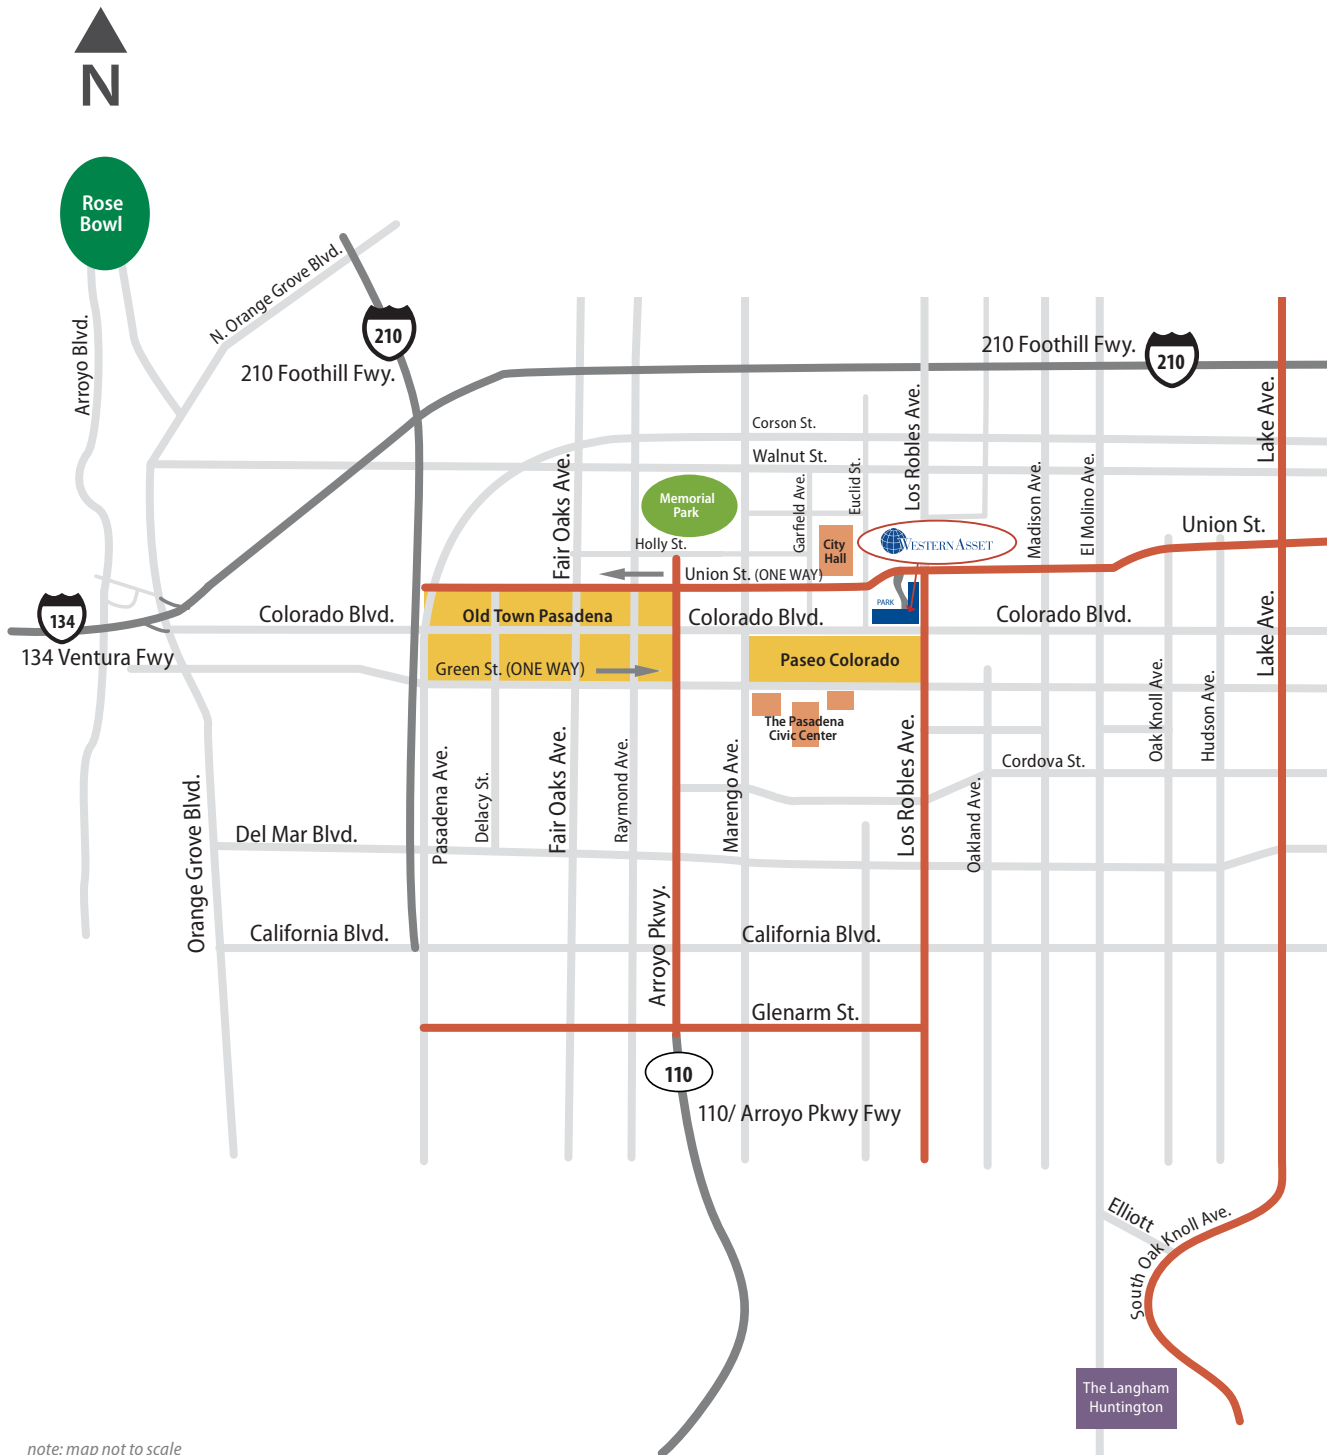 N
Rose
Bowl
N. Orange Grove Blvd.
Arroyo Blvd.
210
210 Foothill Fwy.
210 Foothill Fwy.
210
Lake Ave.
Los Robles Ave.
Corson St.
Walnut St.
Fair Oaks Ave.
Memorial
Park
Garfield Ave.
Euclid St.
Madison Ave.
El Molino Ave.
Union St.
Holly St.
City
Hall
WESTERN ASSET
Union St. (ONE WAY)
PARK
134
134 Ventura Fwy
Colorado Blvd.
Old Town Pasadena
Colorado Blvd.
Colorado Blvd.
Lake Ave.
Green St. (ONE WAY)
Paseo Colorado
The Pasadena
Civic Center
Oak Knoll Ave.
Hudson Ave.
Orange Grove Blvd.
Pasadena Ave.
Delacy St.
Fair Oaks Ave.
Raymond Ave.
Marengo Ave.
Los Robles Ave.
Oakland Ave.
Cordova St.
Del Mar Blvd.
Arroyo Pkwy.
California Blvd.
California Blvd.
Glenarm St.
110
110/ Arroyo Pkwy Fwy
Elliott
South Oak Knoll Ave.
The Langham
Huntington
note: map not to scale